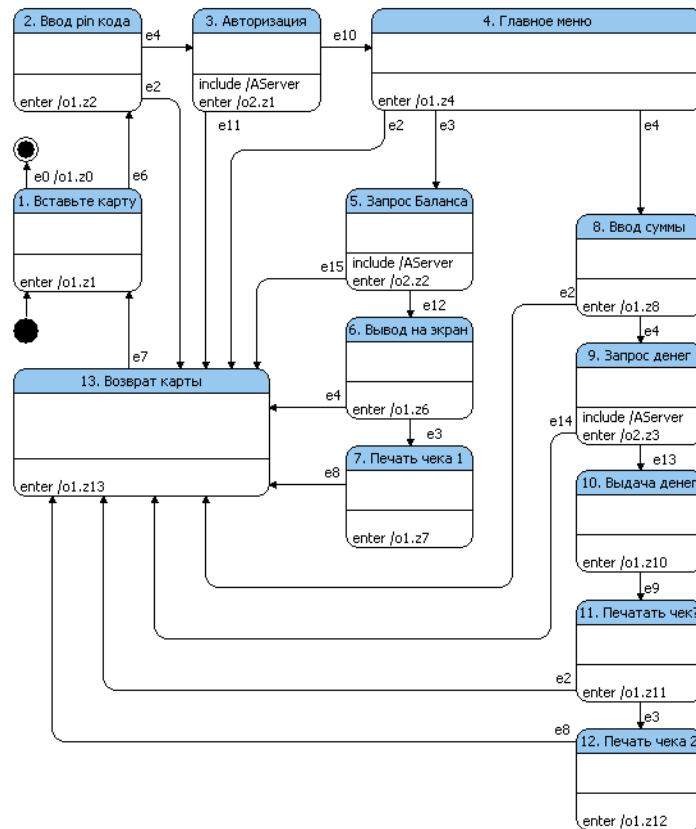 2. Ввод pin кода
enter /o1.z2
e4
3. Авторизация
include /AServer
enter /o2.z1
e10
4. Главное меню
enter /o1.z4
e2
e11
e2
e3
e4
e0 /o1.z0
e6
1. Вставьте карту
enter /o1.z1
5. Запрос Баланса
include /AServer
enter /o2.z2
8. Ввод суммы
enter /o1.z8
e15
e12
e2
e4
6. Вывод на экран
enter /o1.z6
9. Запрос денег
include /AServer
enter /o2.z3
e7
13. Возврат карты
enter /o1.z13
e4
e3
e14
e13
7. Печать чека 1
enter /o1.z7
e8
10. Выдача денег
enter /o1.z10
e9
11. Печатать чек?
enter /o1.z11
e2
e3
e8
12. Печать чека 2
enter /o1.z12